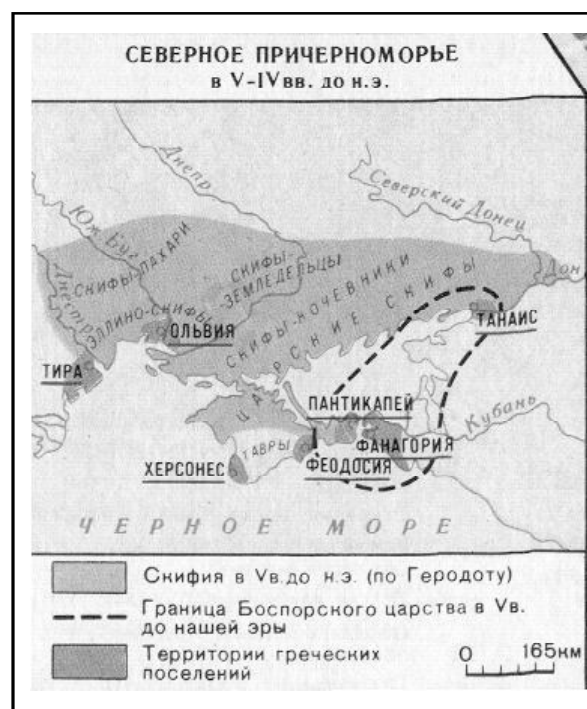 СЕВЕРНОЕ ПРИЧЕРНОМОРЬЕ
в V-IV вв. до н.э.
Днепр
Северский Донец
Юж. Буг
Днестр
СКИФЫ-ПАХАРИ
СКИФЫ-
ЗЕМЛЕДЕЛЬЦЫ
ЭЛЛИНО-СКИФЫ
СКИФЫ-КОЧЕВНИКИ
ЦАРСКИЕ СКИФЫ
Дон
ОЛЬВИЯ
ТАНАИС
ТИРА
ПАНТИКАПЕЙ
Кубань
ФАНАГОРИЯ
ТАВРЫ
ХЕРСОНЕС
ФЕОДОСИЯ
ЧЕРНОЕ МОРЕ
Скифия в Vв. до н.э. (по Геродоту)
Граница Боспорского царства в Vв.
до нашей эры
Территории греческих
поселений
0 165км